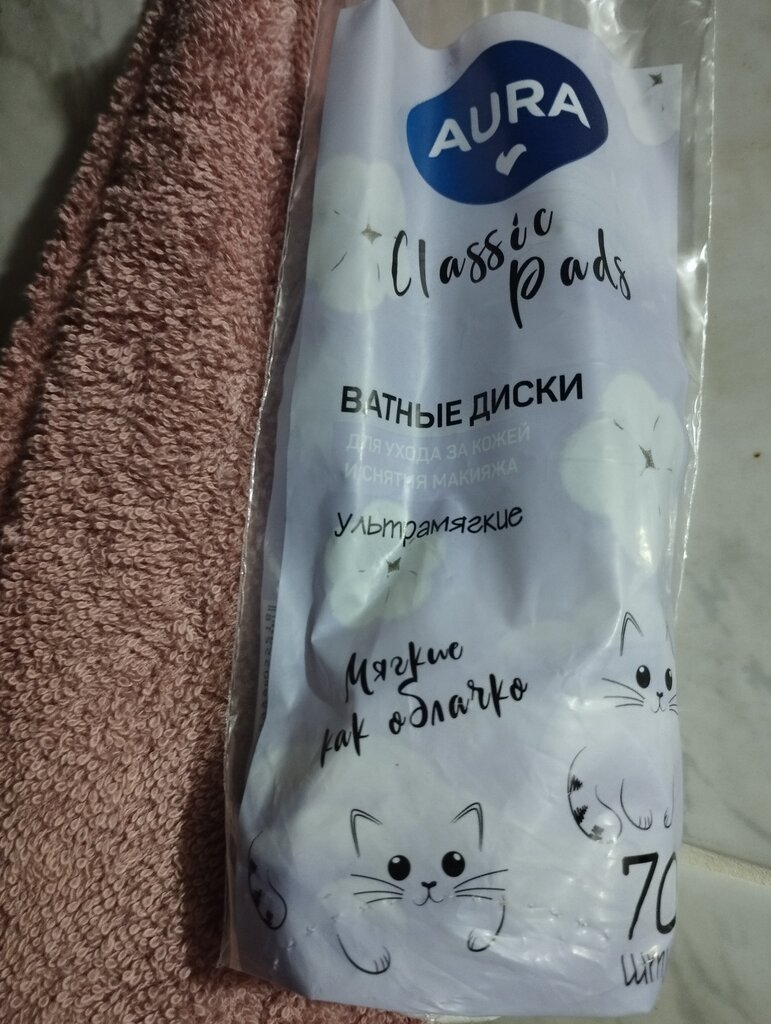 AURA
Classic
pads
ВАТНЫЕ ДИСКИ
ДЛЯ УХОДА ЗА КОЖЕЙ
И СНЯТИЯ МАКИЯЖА
ультрамягкие
Мягкие
как облачко
70